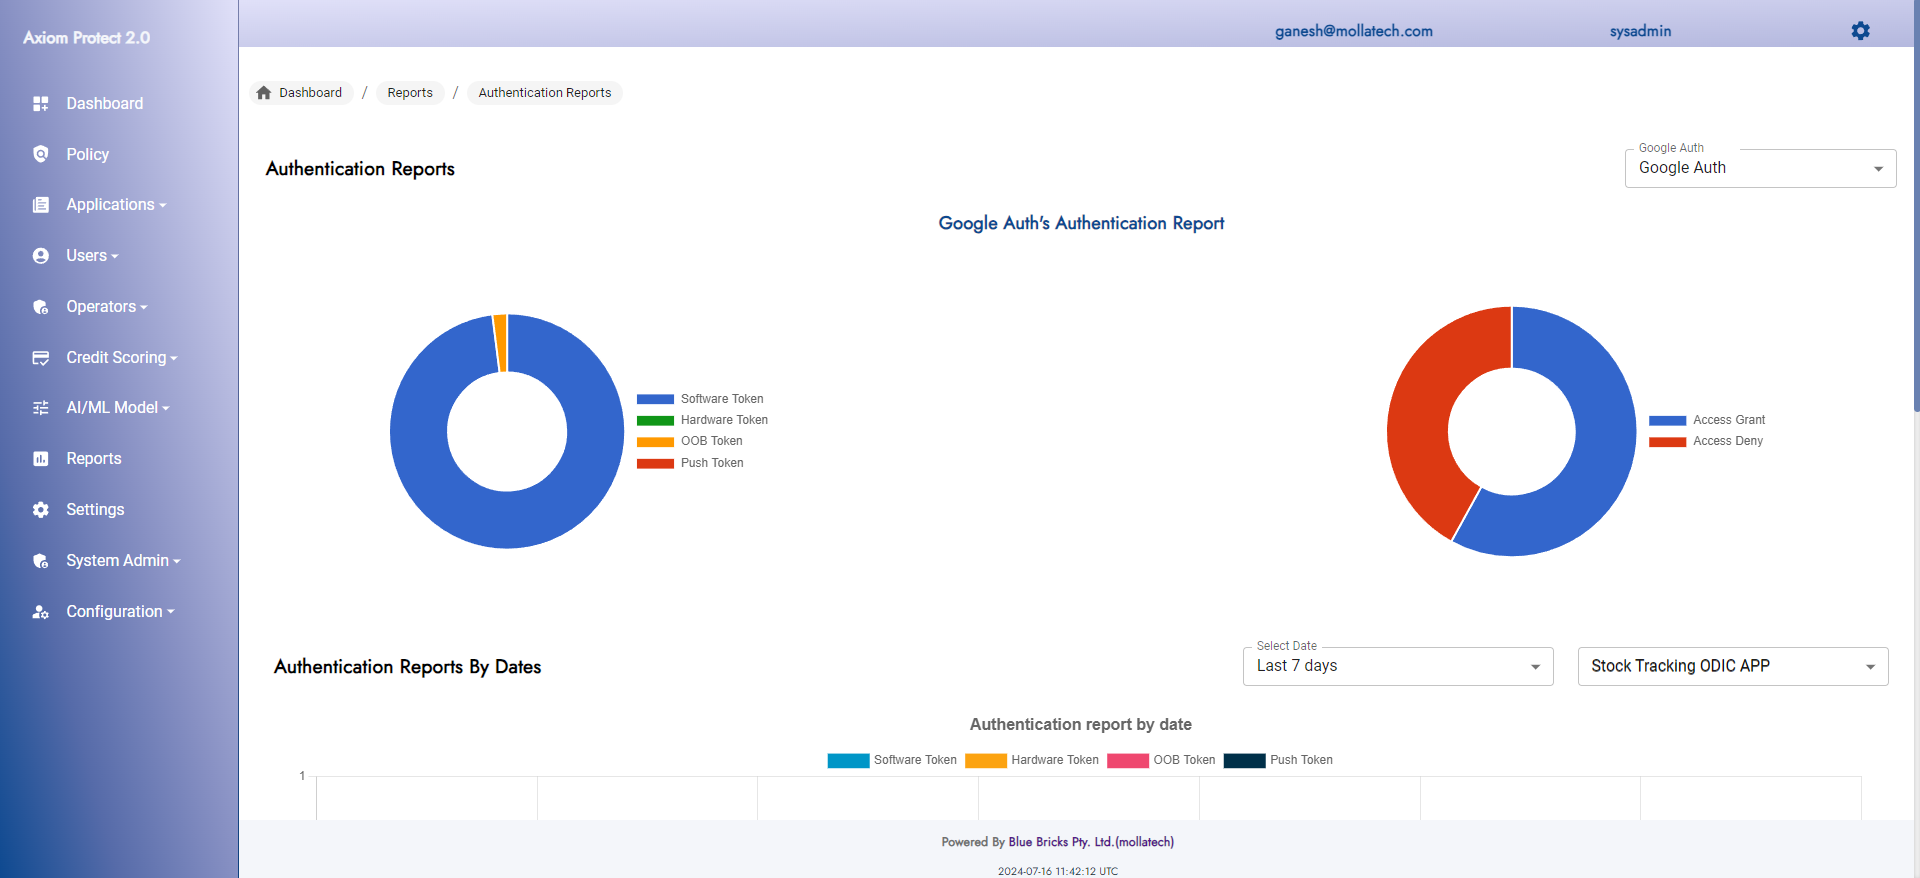 Axiom Protect 2.0
ganesh@mollatech.com
sysadmin
Dashboard
Policy
Applications
Users
Operators
Credit Scoring
AI/ML Model
Reports
Settings
System Admin
Configuration
Dashboard / Reports / Authentication Reports
Authentication Reports
Google Auth
Google Auth
Google Auth's Authentication Report
Software Token
Hardware Token
OOB Token
Push Token
Access Grant
Access Deny
Authentication Reports By Dates
Select Date
Last 7 days
Stock Tracking ODIC APP
Authentication report by date
Software Token Hardware Token OOB Token Push Token
1
Powered By Blue Bricks Pty. Ltd.(mollatech)
2024-07-16 11:42:12 UTC